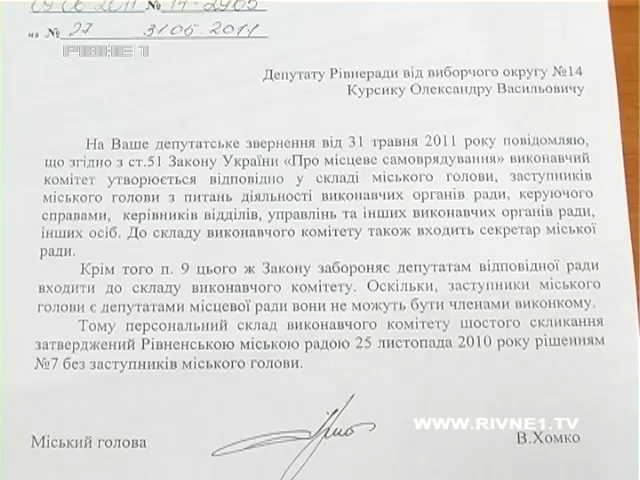 № 14-2905
на № 27 31 05. 2011
РІВНЕ 1
Депутату Рівнеради від виборчого округу №14
Курсику Олександру Васильовичу
На Ваше депутатське звернення від 31 травня 2011 року повідомляю,
що згідно з ст.51 Закону України «Про місцеве самоврядування» виконавчий
комітет утворюється відповідно у складі міського голови, заступників
міського голови з питань діяльності виконавчих органів ради, керуючого
справами, керівників відділів, управлінь та інших виконавчих органів ради,
інших осіб. До складу виконавчого комітету також входить секретар міської
ради.
Крім того п. 9 цього ж Закону забороняє депутатам відповідної ради
входити до складу виконавчого комітету. Оскільки, заступники міського
голови є депутатами місцевої ради вони не можуть бути членами виконкому.
Тому персональний склад виконавчого комітету шостого скликання
затверджений Рівненською міською радою 25 листопада 2010 року рішенням
№7 без заступників міського голови.
WWW.RIVNE1.TV
Міський голова В.Хомко